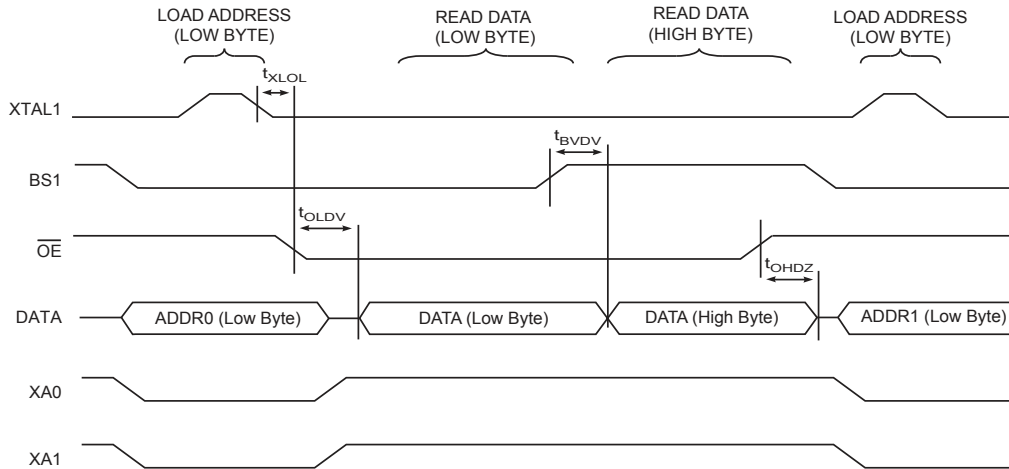 LOAD ADDRESS
(LOW BYTE)
READ DATA
(LOW BYTE)
READ DATA
(HIGH BYTE)
LOAD ADDRESS
(LOW BYTE)
tXLOL
XTAL1
tBVDV
BS1
tOLDV
OE
tOHDZ
DATA
ADDR0 (Low Byte)
DATA (Low Byte)
DATA (High Byte)
ADDR1 (Low Byte)
XA0
XA1